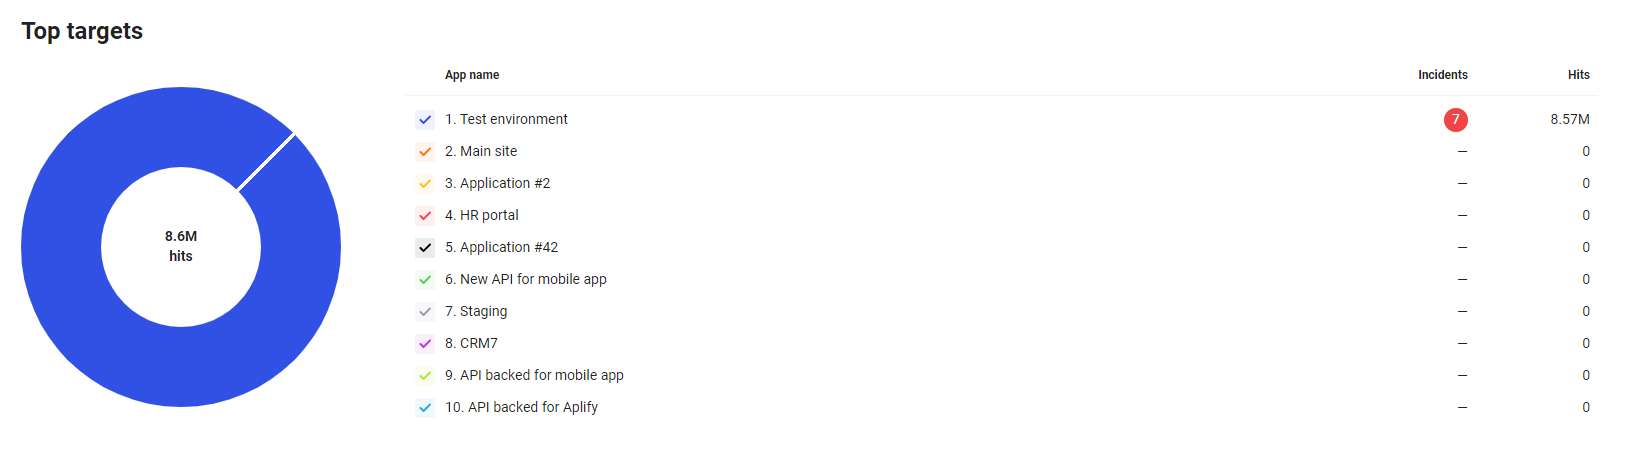 Top targets
8.6M
hits
App name Incidents Hits
1. Test environment 7 8.57M
2. Main site — 0
3. Application #2 — 0
4. HR portal — 0
5. Application #42 — 0
6. New API for mobile app — 0
7. Staging — 0
8. CRM7 — 0
9. API backed for mobile app — 0
10. API backed for Aplify — 0